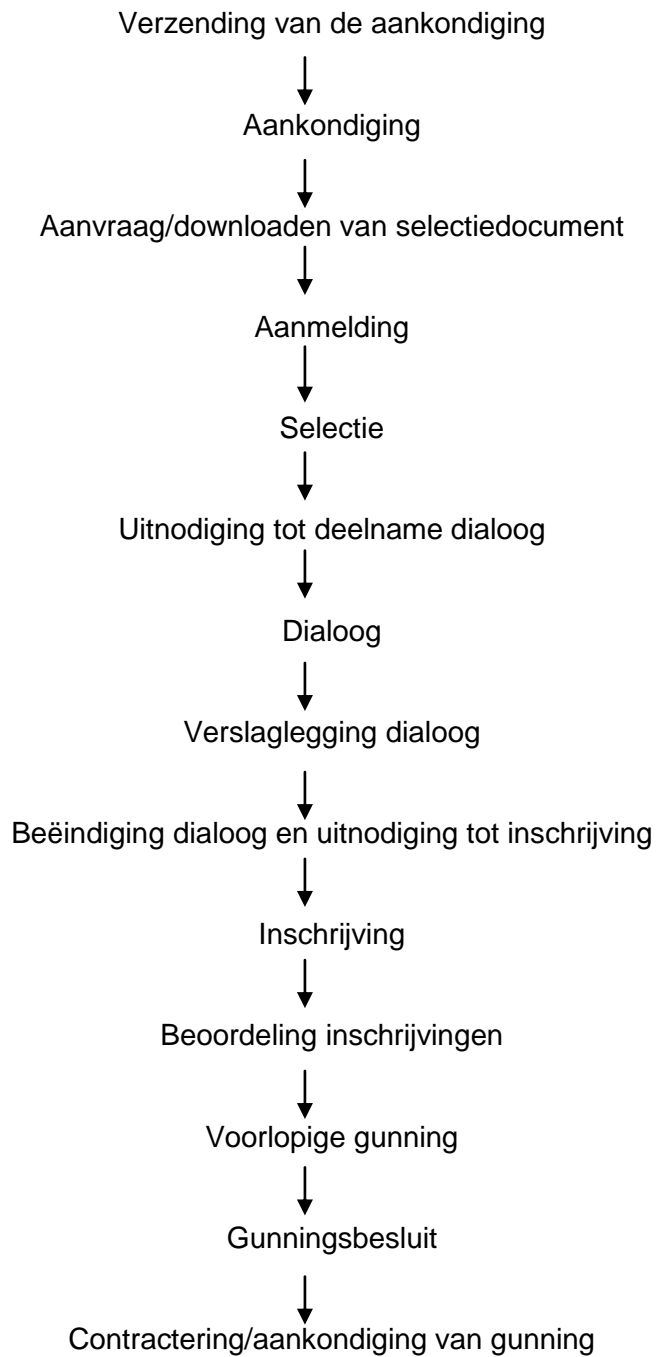 Verzending van de aankondiging
Aankondiging
Aanvraag/downloaden van selectiedocument
Aanmelding
Selectie
Uitnodiging tot deelname dialoog
Dialoog
Verslaglegging dialoog
Beëindiging dialoog en uitnodiging tot inschrijving
Inschrijving
Beoordeling inschrijvingen
Voorlopige gunning
Gunningsbesluit
Contractering/aankondiging van gunning